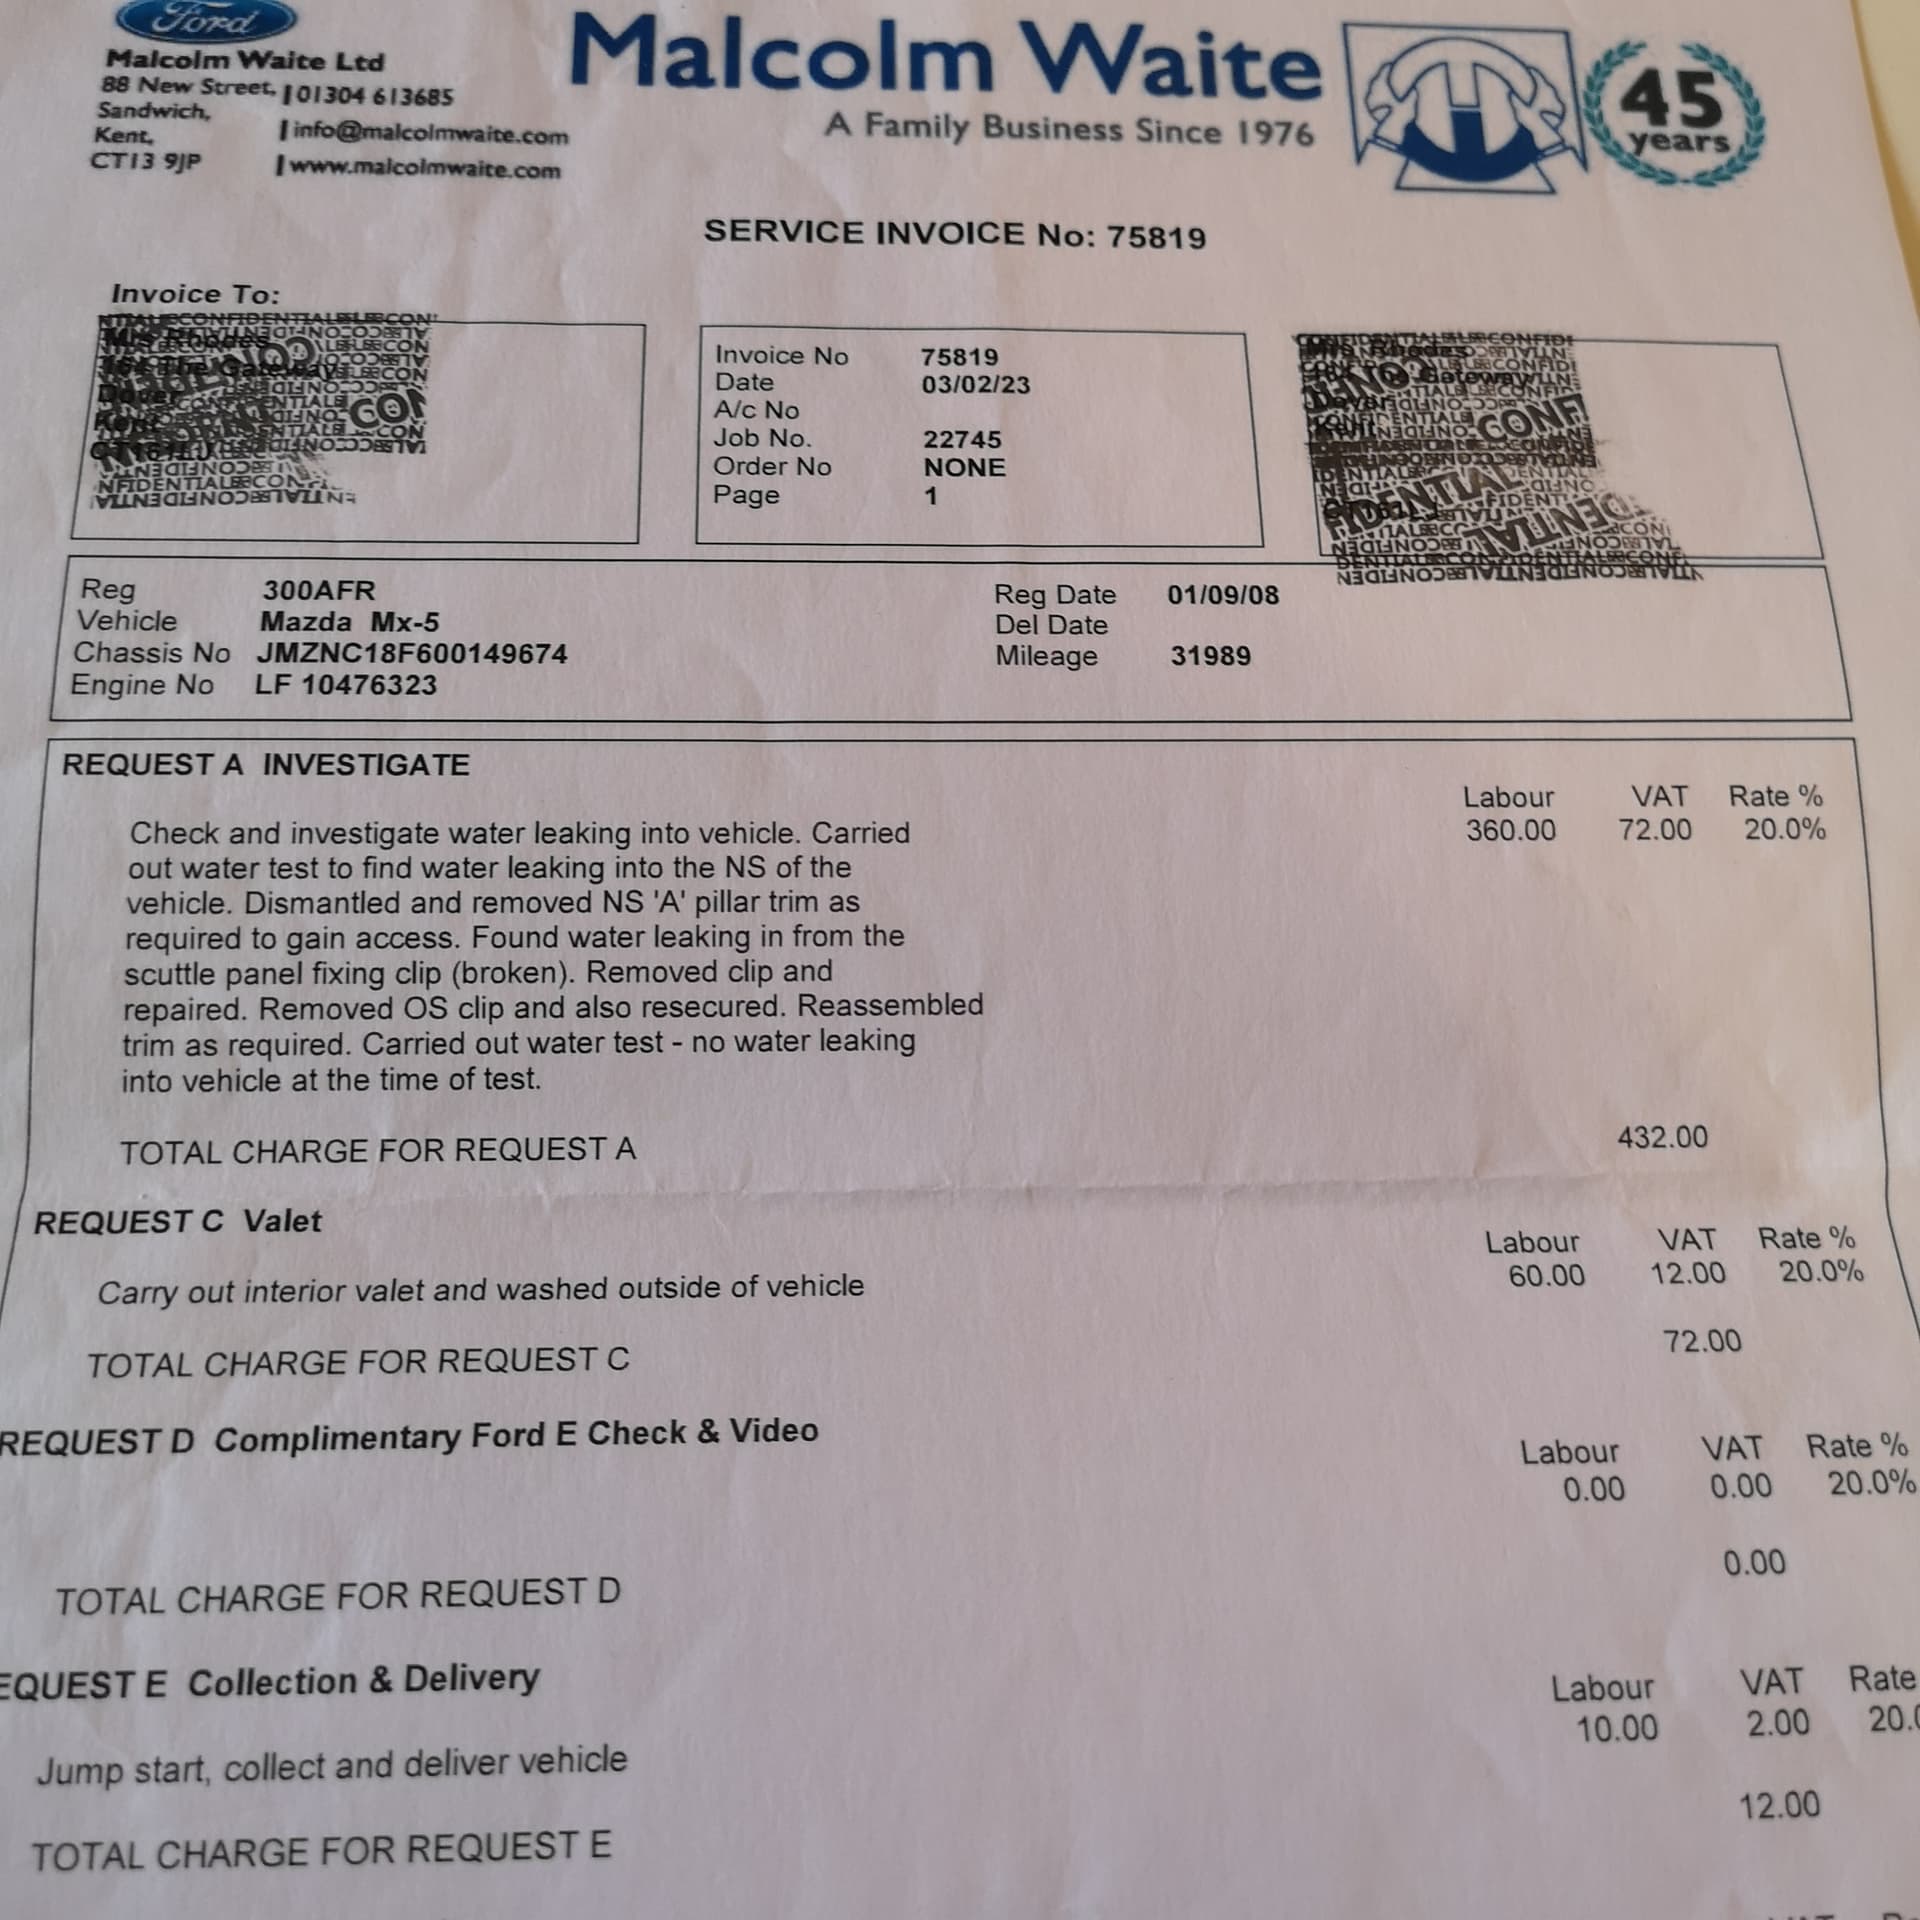 Ford
Malcolm Waite Ltd
88 New Street,
Sandwich,
Kent,
CT13 9JP
| 01304 613685
| info@malcolmwaite.com
| www.malcolmwaite.com
Malcolm Waite
A Family Business Since 1976
45
years
SERVICE INVOICE No: 75819
Invoice To:
Invoice No 75819
Date 03/02/23
A/c No
Job No. 22745
Order No NONE
Page 1
Reg 300AFR
Vehicle Mazda Mx-5
Chassis No JMZNC18F600149674
Engine No LF 10476323
Reg Date 01/09/08
Del Date
Mileage 31989
REQUEST A INVESTIGATE
Labour VAT Rate %
360.00 72.00 20.0%
Check and investigate water leaking into vehicle. Carried
out water test to find water leaking into the NS of the
vehicle. Dismantled and removed NS 'A' pillar trim as
required to gain access. Found water leaking in from the
scuttle panel fixing clip (broken). Removed clip and
repaired. Removed OS clip and also resecured. Reassembled
trim as required. Carried out water test - no water leaking
into vehicle at the time of test.
TOTAL CHARGE FOR REQUEST A 432.00
REQUEST C Valet
Labour VAT Rate %
60.00 12.00 20.0%
Carry out interior valet and washed outside of vehicle
TOTAL CHARGE FOR REQUEST C 72.00
REQUEST D Complimentary Ford E Check & Video
Labour VAT Rate %
0.00 0.00 20.0%
TOTAL CHARGE FOR REQUEST D 0.00
EQUEST E Collection & Delivery
Labour VAT Rate
10.00 2.00 20.0
Jump start, collect and deliver vehicle
TOTAL CHARGE FOR REQUEST E 12.00